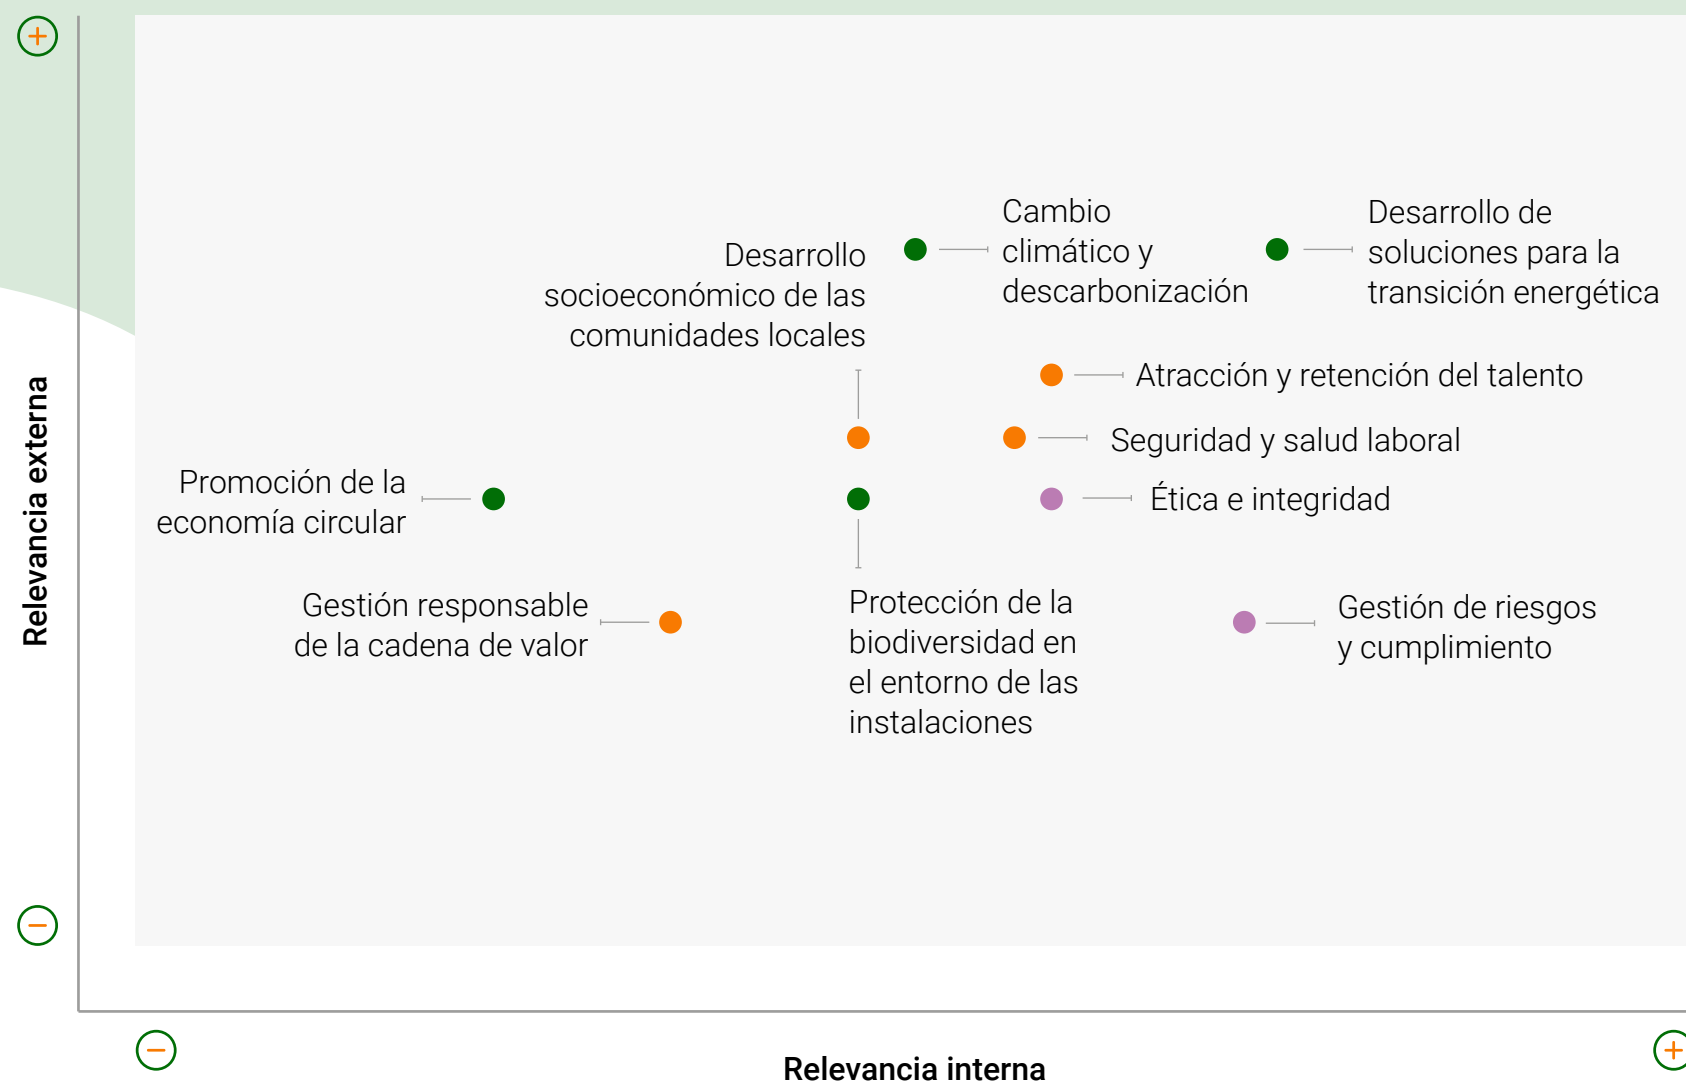 Cambio
climático y
descarbonización
Desarrollo de
soluciones para la
transición energética
Desarrollo
socioeconómico de las
comunidades locales
Atracción y retención del talento
Seguridad y salud laboral
Promoción de la
economía circular
Ética e integridad
Gestión responsable
de la cadena de valor
Protección de la
biodiversidad en
el entorno de las
instalaciones
Gestión de riesgos
y cumplimiento
Relevancia externa
Relevancia interna